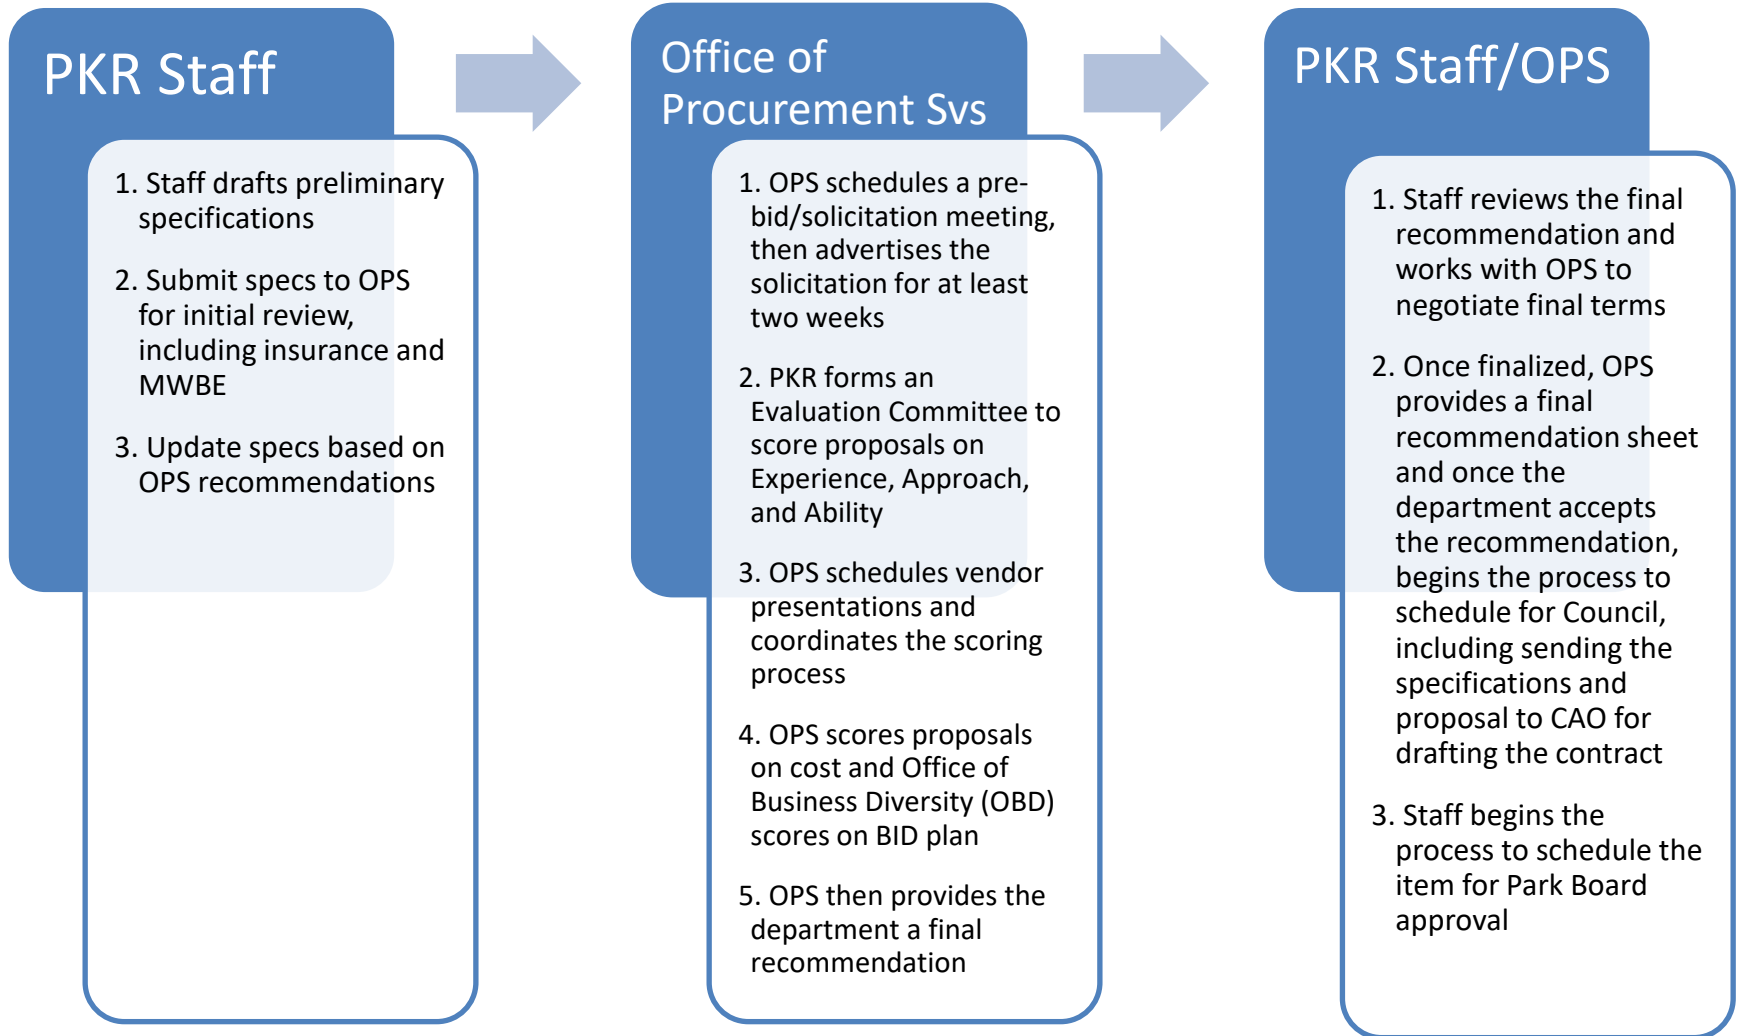 PKR Staff
1. Staff drafts preliminary
specifications
2. Submit specs to OPS
for initial review,
including insurance and
MWBE
3. Update specs based on
OPS recommendations
Office of
Procurement Svs
1. OPS schedules a pre-
bid/solicitation meeting,
then advertises the
solicitation for at least
two weeks
2. PKR forms an
Evaluation Committee to
score proposals on
Experience, Approach,
and Ability
3. OPS schedules vendor
presentations and
coordinates the scoring
process
4. OPS scores proposals
on cost and Office of
Business Diversity (OBD)
scores on BID plan
5. OPS then provides the
department a final
recommendation
PKR Staff/OPS
1. Staff reviews the final
recommendation and
works with OPS to
negotiate final terms
2. Once finalized, OPS
provides a final
recommendation sheet
and once the
department accepts
the recommendation,
begins the process to
schedule for Council,
including sending the
specifications and
proposal to CAO for
drafting the contract
3. Staff begins the
process to schedule the
item for Park Board
approval